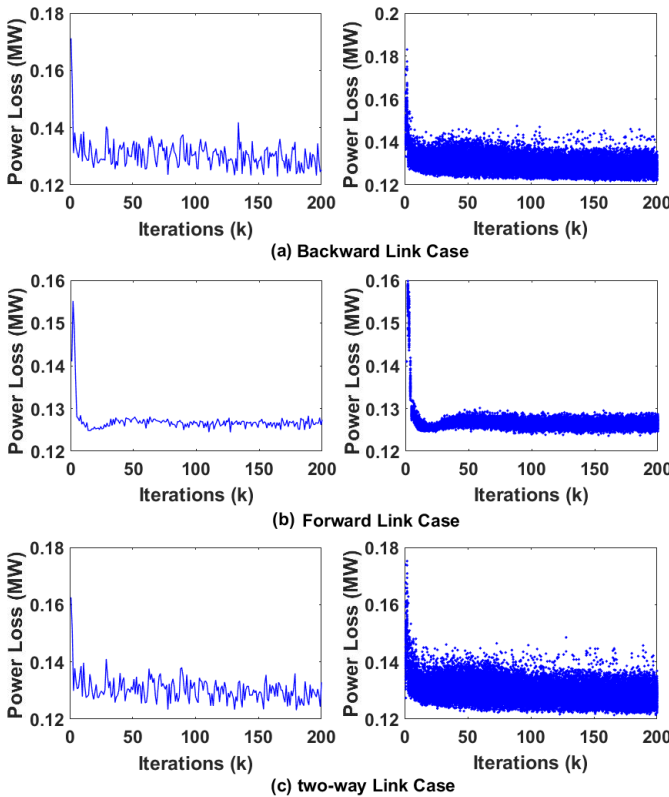 0.18
0.16
0.14
0.12
Power Loss (MW)
0 50 100 150 200
Iterations (k)
0.2
0.18
0.16
0.14
0.12
Power Loss (MW)
0 50 100 150 200
Iterations (k)
(a) Backward Link Case
0.16
0.15
0.14
0.13
0.12
Power Loss (MW)
0 50 100 150 200
Iterations (k)
0.16
0.15
0.14
0.13
0.12
Power Loss (MW)
0 50 100 150 200
Iterations (k)
(b) Forward Link Case
0.18
0.16
0.14
0.12
Power Loss (MW)
0 50 100 150 200
Iterations (k)
0.18
0.16
0.14
0.12
Power Loss (MW)
0 50 100 150 200
Iterations (k)
(c) two-way Link Case